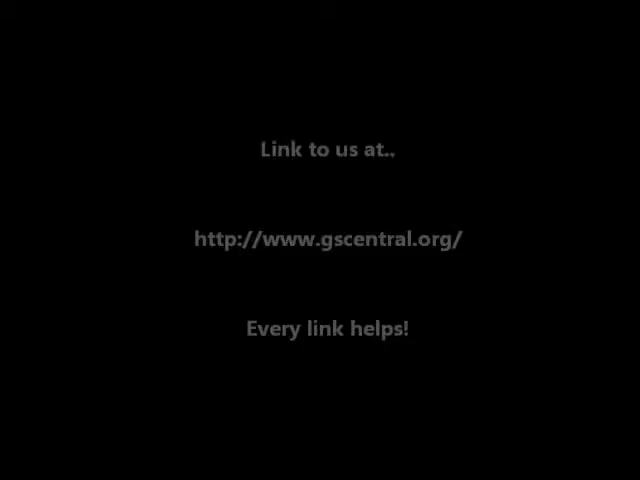 Link to us at..
http://www.gscentral.org/
Every link helps!